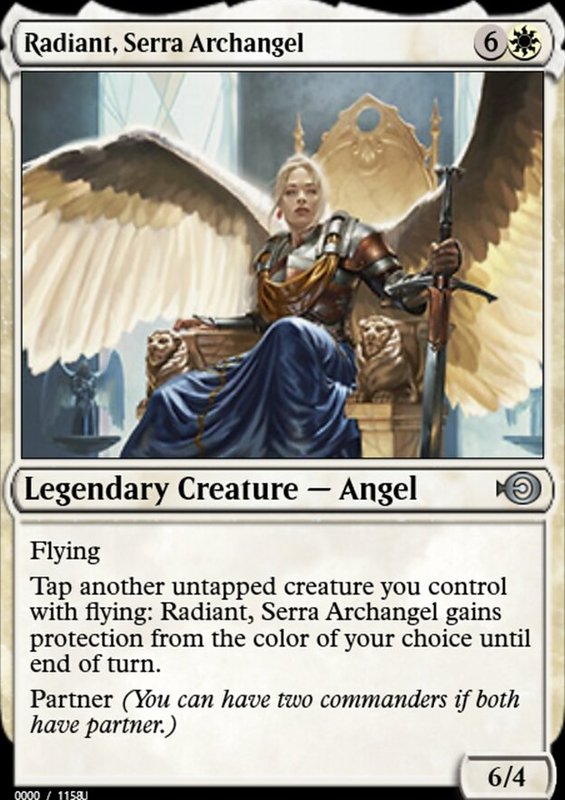 Radiant, Serra Archangel 6
Legendary Creature — Angel
Flying
Tap another untapped creature you control
with flying: Radiant, Serra Archangel gains
protection from the color of your choice until
end of turn.
Partner (You can have two commanders if both
have partner.)
6/4
0000 / 1158U